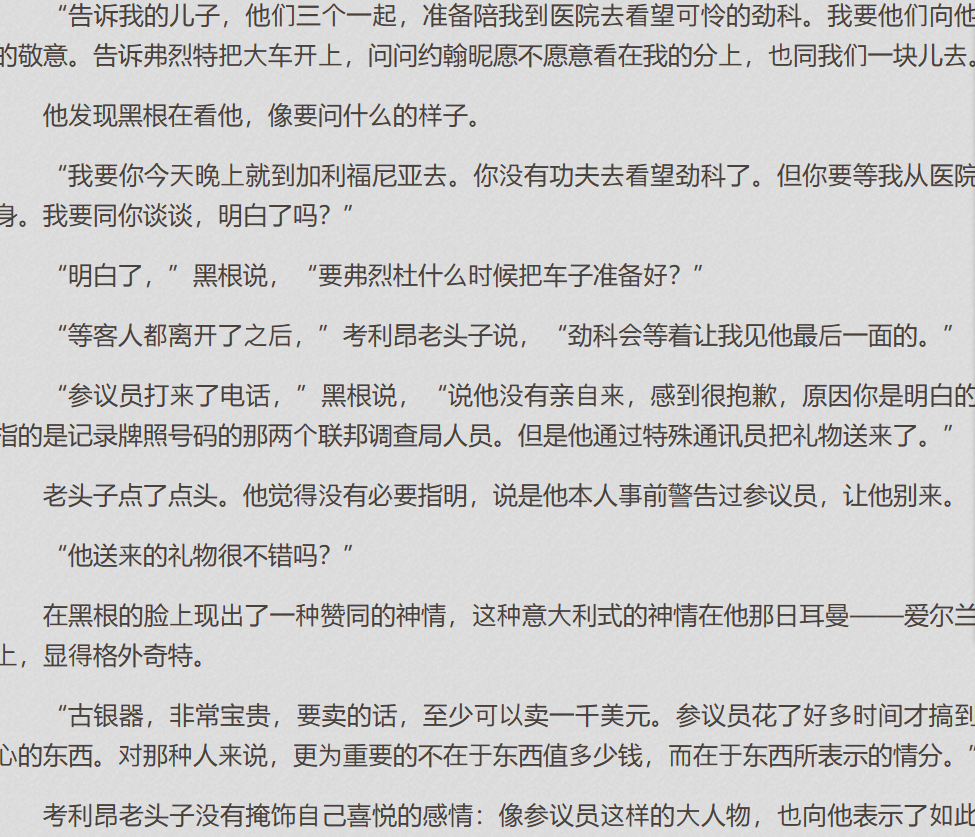 “告诉我的儿子，他们三个一起，准备陪我到医院去看望可怜的劲科。我要他们向他
的敬意。告诉弗烈特把大车开上，问问约翰昵愿不愿意看在我的分上，也同我们一块儿去。
他发现黑根在看他，像要问什么的样子。
“我要你今天晚上就到加利福尼亚去。你没有功夫去看望劲科了。但你要等我从医院
身。我要同你谈谈，明白了吗？”
“明白了，”黑根说，“要弗烈杜什么时候把车子准备好？”
“等客人都离开了之后，”考利昂老头子说，“劲科会等着让我见他最后一面的。”
“参议员打来了电话，”黑根说，“说他没有亲自来，感到很抱歉，原因你是明白的
指的是记录牌照号码的那两个联邦调查局人员。但是他通过特殊通讯员把礼物送来了。”
老头子点了点头。他觉得没有必要指明，说是他本人事前警告过参议员，让他别来。
“他送来的礼物很不错吗？”
在黑根的脸上现出了一种赞同的神情，这种意大利式的神情在他那日耳曼——爱尔兰
上，显得格外奇特。
“古银器，非常宝贵，要卖的话，至少可以卖一千美元。参议员花了好多时间才搞到
心的东西。对那种人来说，更为重要的不在于东西值多少钱，而在于东西所表示的情分。”
考利昂老头子没有掩饰自己喜悦的感情：像参议员这样的大人物，也向他表示了如此